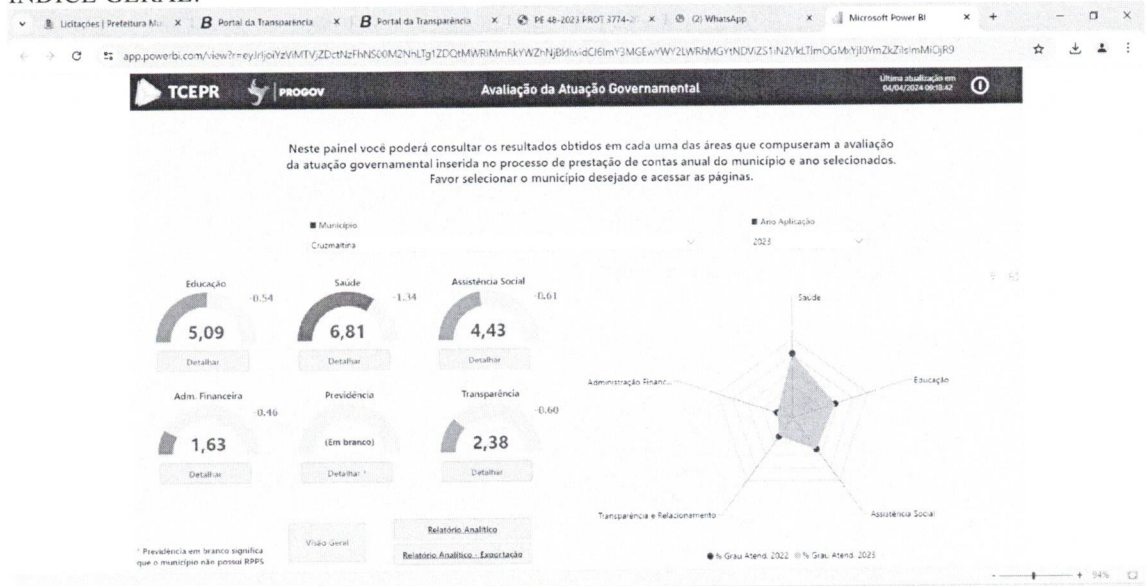 ÍNDICE GERAL:
Licitações | Prefeitura Mu
Portal da Transparência
Portal da Transparência
PE 48-2023 PROT 3774-2
(2) WhatsApp
Microsoft Power BI
TCEPR
PROGOV
Avaliação da Atuação Governamental
Última atualização em
04/04/2024 09:18:42
Neste painel você poderá consultar os resultados obtidos em cada uma das áreas que compuseram a avaliação
da atuação governamental inserida no processo de prestação de contas anual do município e ano selecionados.
Favor selecionar o município desejado e acessar as páginas.
Município
Cruzmaltina
Ano Aplicação
2023
Educação
-0.54
5,09
Detalhar
Saúde
-1.34
6,81
Detalhar
Assistência Social
-0.61
4,43
Detalhar
Adm. Financeira
-0.46
1,63
Detalhar
Previdência
(Em branco)
Detalhar *
Transparência
-0.60
2,38
Detalhar
Saúde
Educação
Assistência Social
Transparência e Relacionamento
Administração Financ...
% Grau Atend. 2022 % Grau Atend. 2023
Visão Geral
Relatório Analítico
Relatório Analítico - Exportação
* Previdência em branco significa
que o município não possui RPPS
94%